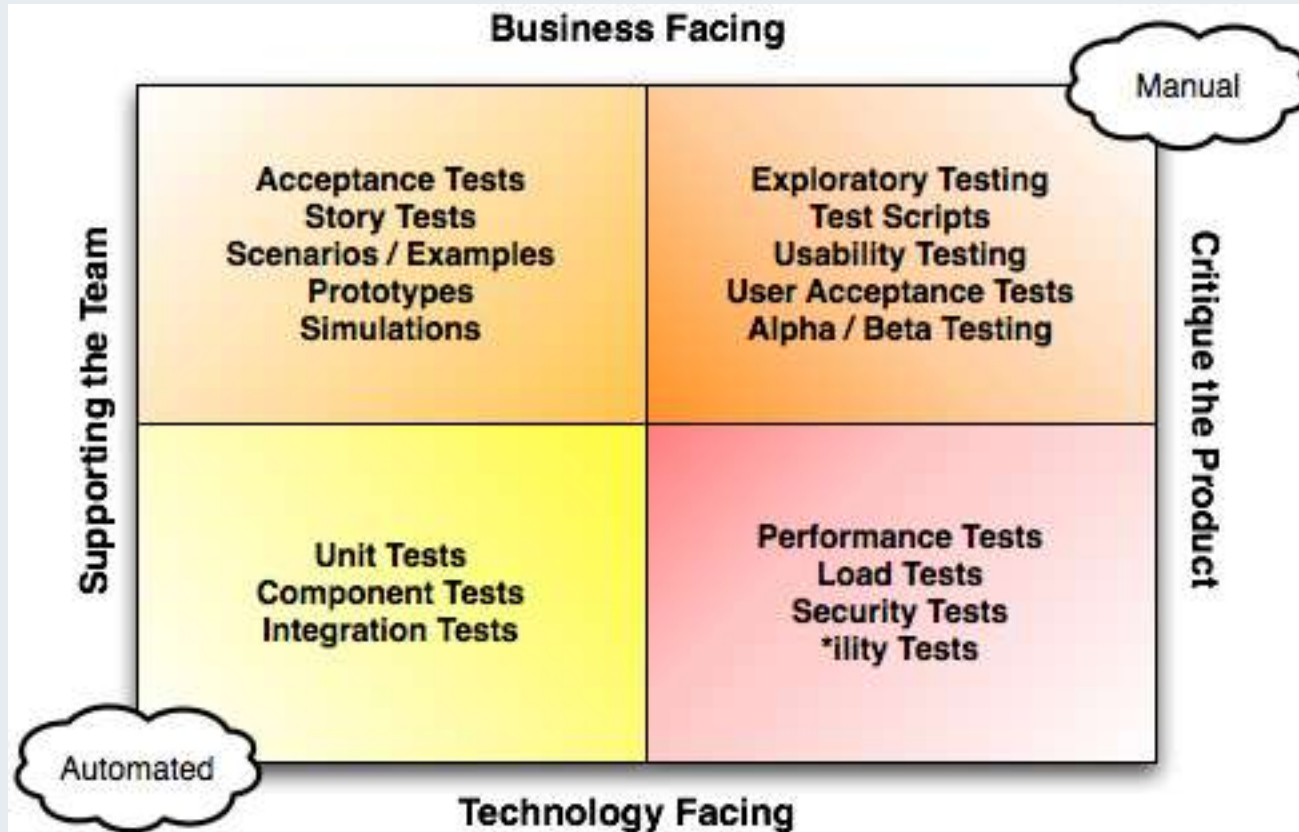 Business Facing
Manual
Supporting the Team
Acceptance Tests
Story Tests
Scenarios / Examples
Prototypes
Simulations
Exploratory Testing
Test Scripts
Usability Testing
User Acceptance Tests
Alpha / Beta Testing
Critique the Product
Unit Tests
Component Tests
Integration Tests
Performance Tests
Load Tests
Security Tests
*ility Tests
Automated
Technology Facing